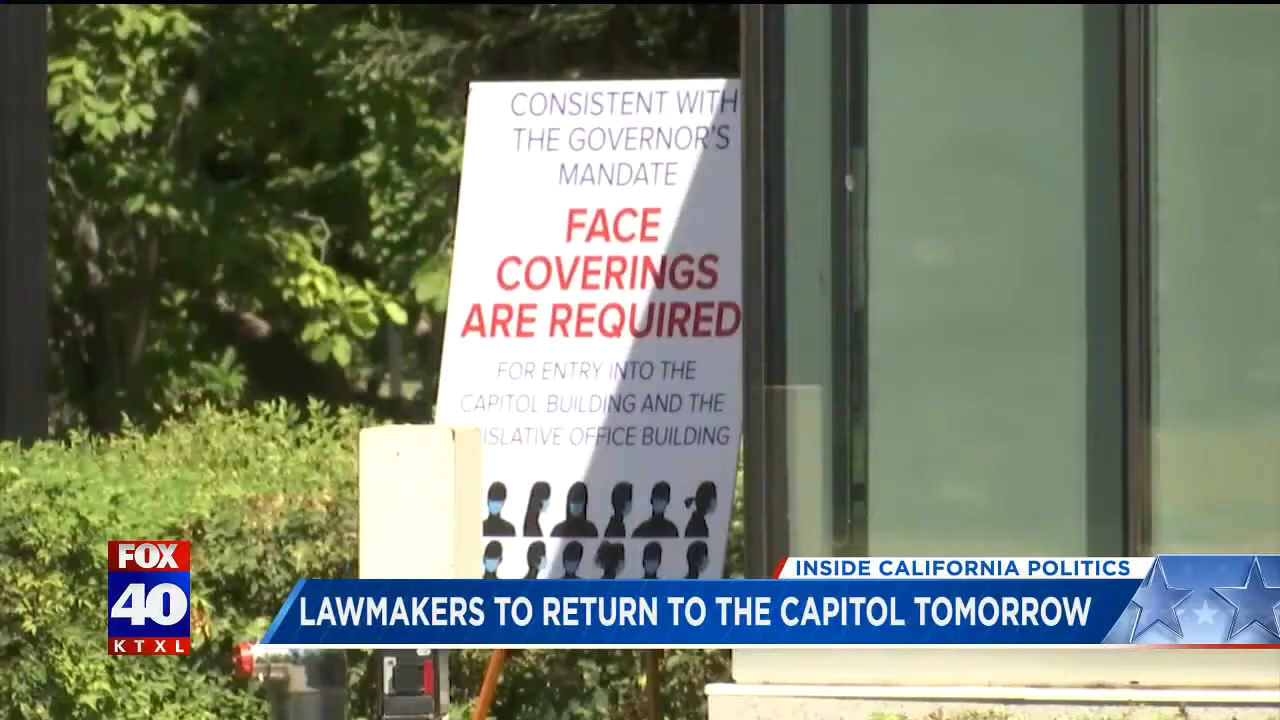 CONSISTENT WITH
THE GOVERNOR'S
MANDATE
FACE
COVERINGS
ARE REQUIRED
FOR ENTRY INTO THE
CAPITOL BUILDING AND THE
ISLATIVE OFFICE BUILDING
FOX
40
KTXL
INSIDE CALIFORNIA POLITICS
LAWMAKERS TO RETURN TO THE CAPITOL TOMORROW